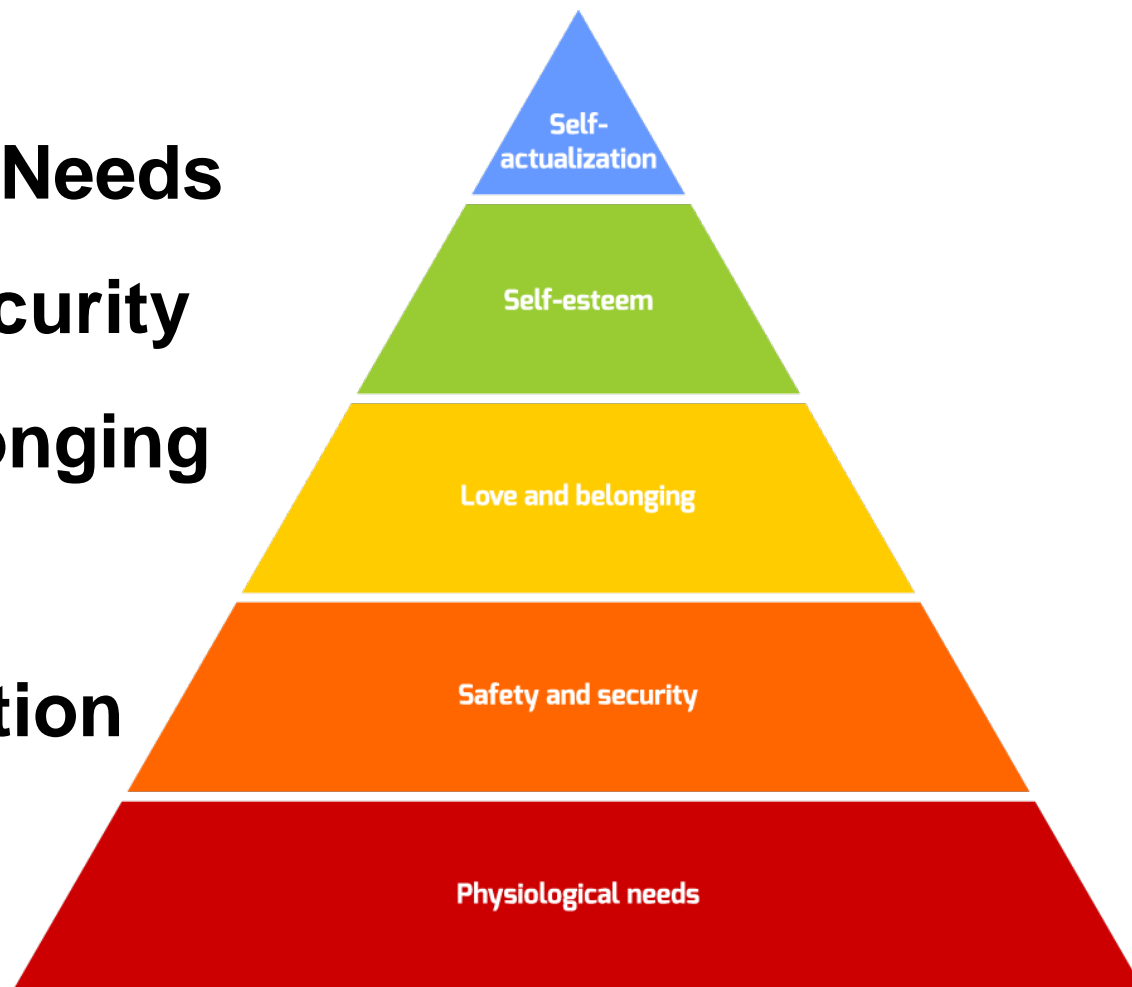 Needs
curity
onging
tion
Self-
actualization
Self-esteem
Love and belonging
Safety and security
Physiological needs